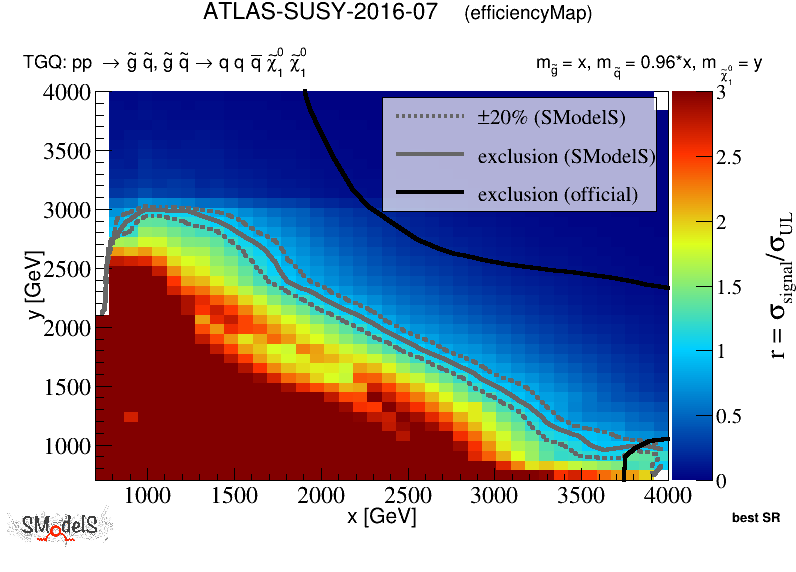 ATLAS-SUSY-2016-07 (efficiencyMap)
TGQ: pp → g̃ q̃, g̃ q̃ → q q q̅ χ̃₁⁰ χ̃₁⁰
m_g̃ = x, m_q̃ = 0.96*x, m_χ̃₁⁰ = y
±20% (SModelS)
exclusion (SModelS)
exclusion (official)
4000
3500
3000
2500
2000
1500
1000
y [GeV]
1000 1500 2000 2500 3000 3500 4000
x [GeV]
3
2.5
2
1.5
1
0.5
0
r = σ_signal/σ_UL
best SR
SModelS